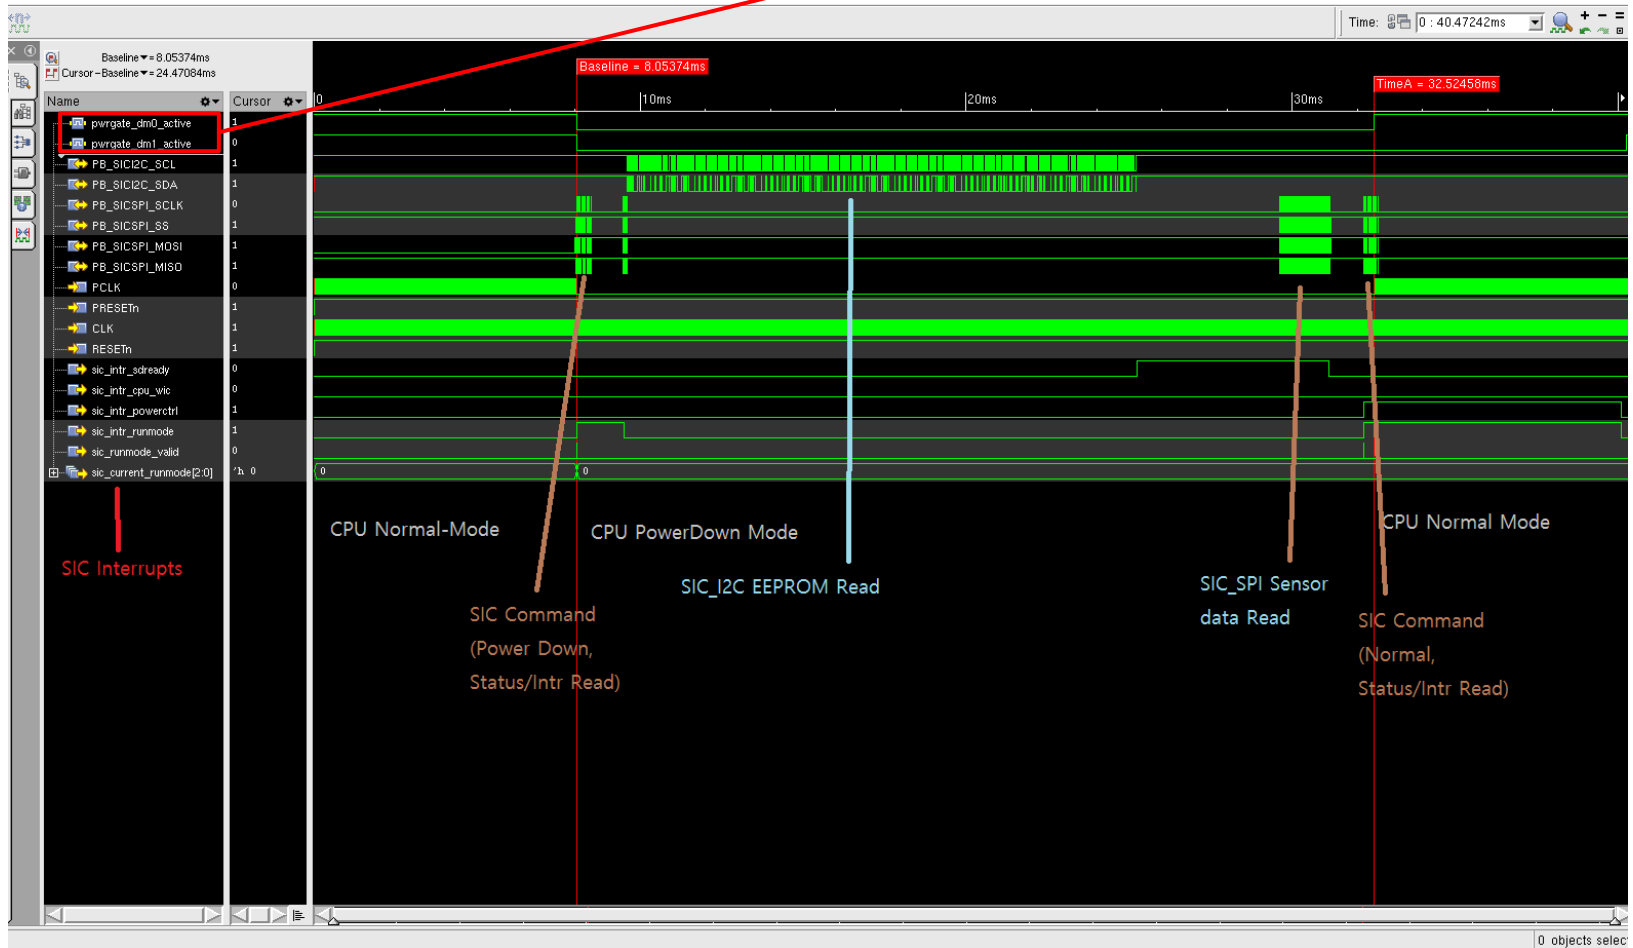 Time: 0 : 40.47242ms
Baseline = 8.05374ms
Cursor-Baseline = 24.47084ms
Baseline = 8.05374ms
TimeA = 32.52458ms
Name Cursor 0 10ms 20ms 30ms
pwrgate_dm0_active 1
pwrgate_dm1_active 0
PB_SICI2C_SCL 1
PB_SICI2C_SDA 1
PB_SICSPI_SCLK 0
PB_SICSPI_SS 1
PB_SICSPI_MOSI 1
PB_SICSPI_MISO 1
PCLK 0
PRESETn 1
CLK 1
RESETn 1
sic_intr_sdready 0
sic_intr_cpu_wic 0
sic_intr_powerctrl 1
sic_intr_runmode 1
sic_runmode_valid 0
sic_current_runmode[2:0] 'h 0 0 0
CPU Normal-Mode
CPU PowerDown Mode
CPU Normal Mode
SIC Interrupts
SIC_I2C EEPROM Read
SIC_SPI Sensor
data Read
SIC Command
(Power Down,
Status/Intr Read)
SIC Command
(Normal,
Status/Intr Read)
0 objects selec